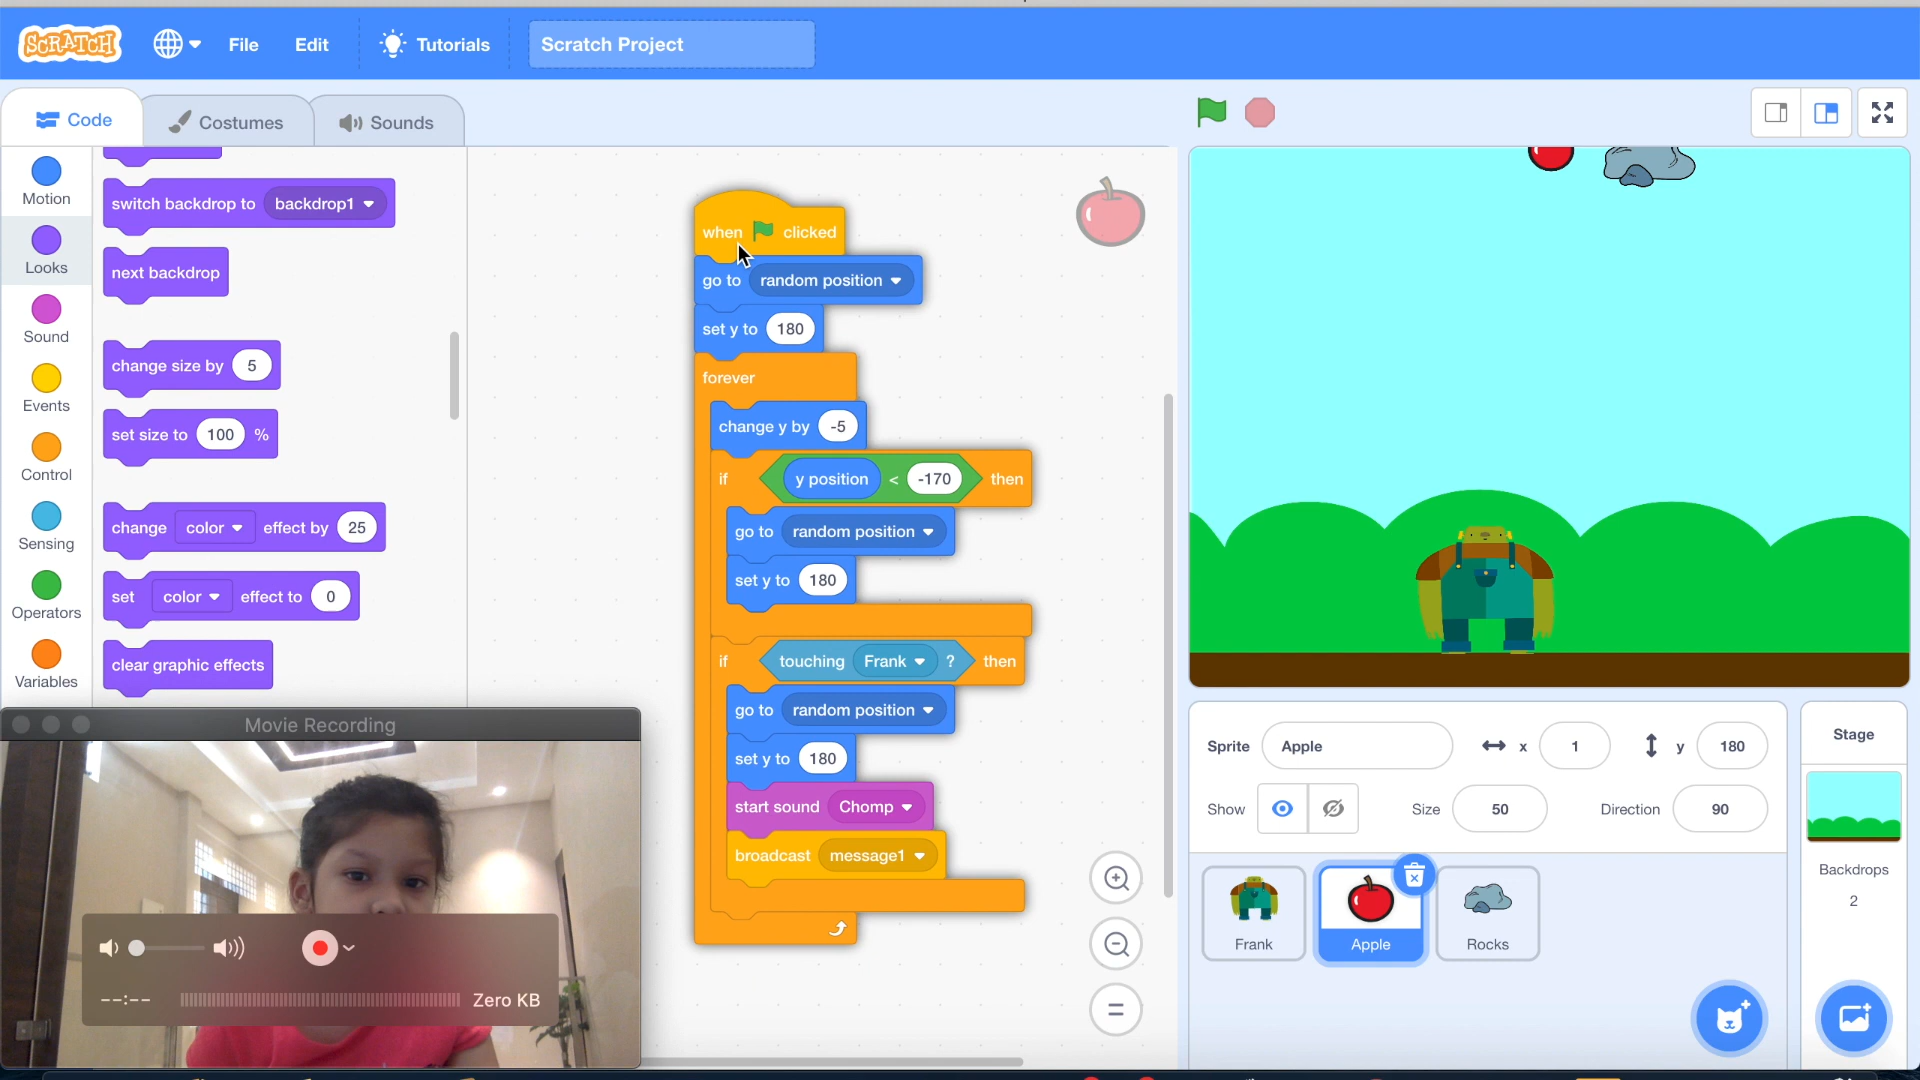 SCRATCH
File
Edit
Tutorials
Scratch Project
Code
Costumes
Sounds
Motion
Looks
Sound
Events
Control
Sensing
Operators
Variables
switch backdrop to backdrop1
next backdrop
change size by 5
set size to 100 %
change color effect by 25
set color effect to 0
clear graphic effects
when clicked
go to random position
set y to 180
forever
change y by -5
if y position < -170 then
go to random position
set y to 180
if touching Frank ? then
go to random position
set y to 180
start sound Chomp
broadcast message1
Movie Recording
--:--
Zero KB
Sprite Apple x 1 y 180
Show Size 50 Direction 90
Frank
Apple
Rocks
Stage
Backdrops
2